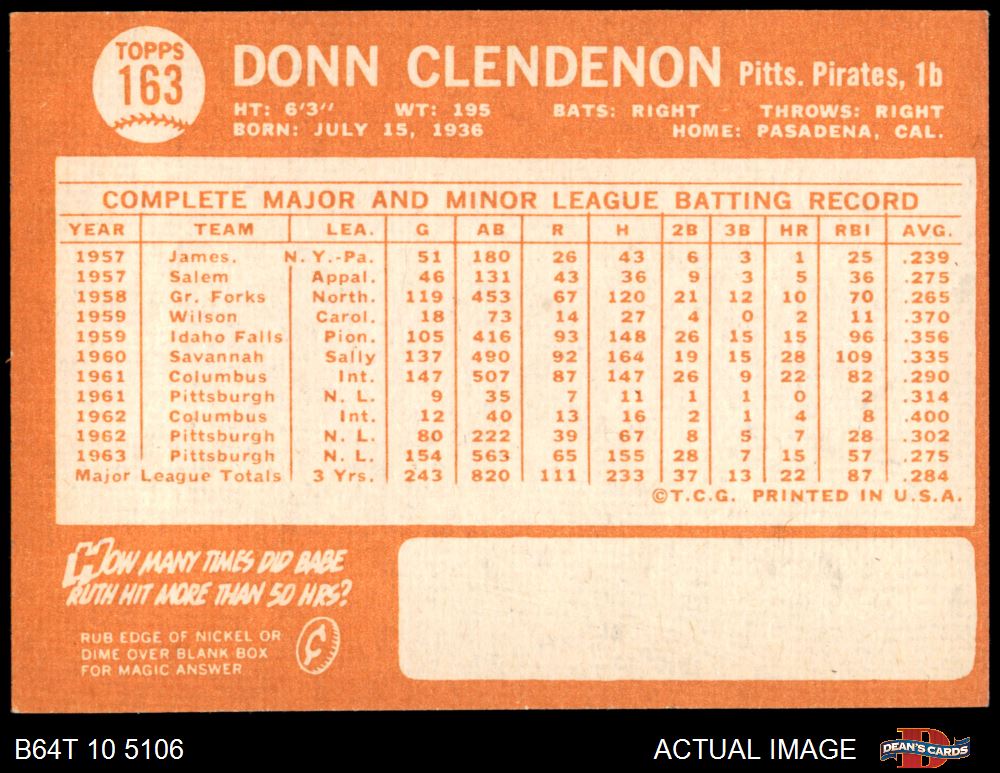 TOPPS
163
DONN CLENDENON Pitts. Pirates, 1b
HT: 6'3" WT: 195 BATS: RIGHT THROWS: RIGHT
BORN: JULY 15, 1936 HOME: PASADENA, CAL.
COMPLETE MAJOR AND MINOR LEAGUE BATTING RECORD
YEAR TEAM LEA. G AB R H 2B 3B HR RBI AVG.
1957 James. N.Y.-Pa. 51 180 26 43 6 3 1 25 .239
1957 Salem Appal. 46 131 43 36 9 3 5 36 .275
1958 Gr. Forks North. 119 453 67 120 21 12 10 70 .265
1959 Wilson Carol. 18 73 14 27 4 0 2 11 .370
1959 Idaho Falls Pion. 105 416 93 148 26 15 15 96 .356
1960 Savannah Sally 137 490 92 164 19 15 28 109 .335
1961 Columbus Int. 147 507 87 147 26 9 22 82 .290
1961 Pittsburgh N. L. 9 35 7 11 1 1 0 2 .314
1962 Columbus Int. 12 40 13 16 2 1 4 8 .400
1962 Pittsburgh N. L. 80 222 39 67 8 5 7 28 .302
1963 Pittsburgh N. L. 154 563 65 155 28 7 15 57 .275
Major League Totals 3 Yrs. 243 820 111 233 37 13 22 87 .284
©T.C.G. PRINTED IN U.S.A.
HOW MANY TIMES DID BABE
RUTH HIT MORE THAN 50 HRS?
RUB EDGE OF NICKEL OR
DIME OVER BLANK BOX
FOR MAGIC ANSWER
B64T 10 5106 ACTUAL IMAGE DEAN'S CARDS